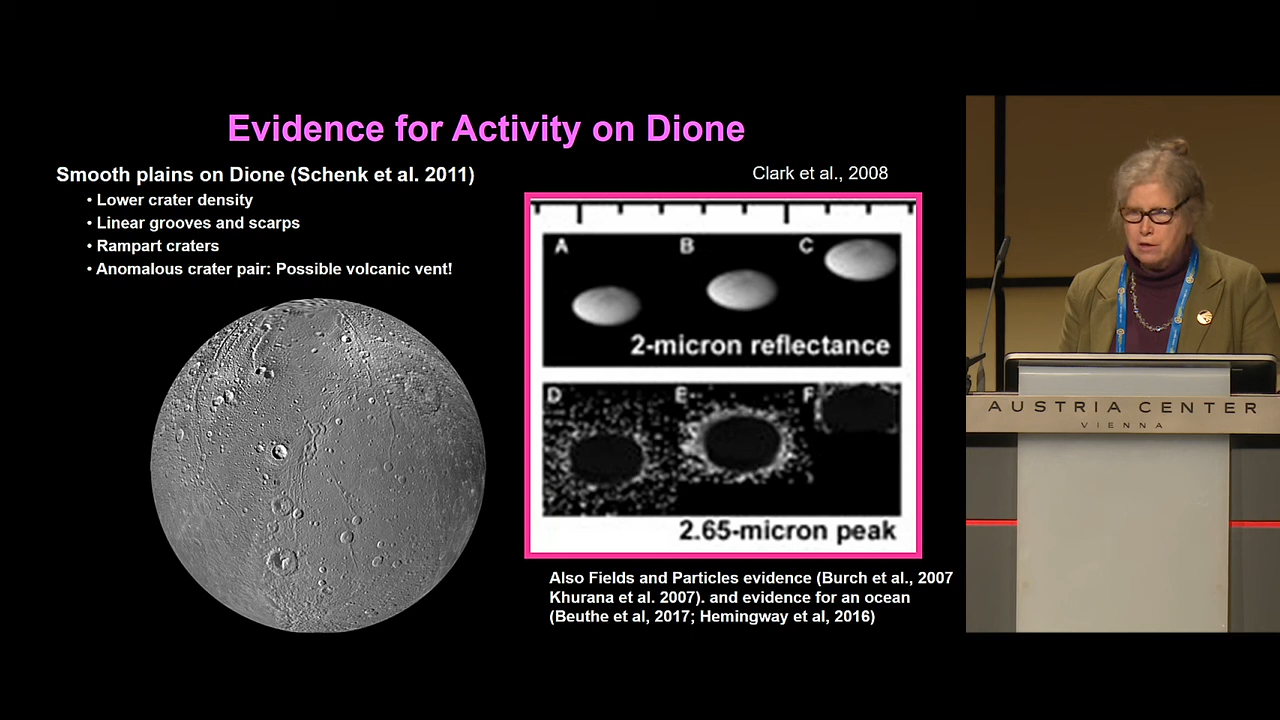 Evidence for Activity on Dione
Smooth plains on Dione (Schenk et al. 2011)
• Lower crater density
• Linear grooves and scarps
• Rampart craters
• Anomalous crater pair: Possible volcanic vent!
Clark et al., 2008
A B C
2-micron reflectance
D E F
2.65-micron peak
Also Fields and Particles evidence (Burch et al., 2007
Khurana et al. 2007). and evidence for an ocean
(Beuthe et al, 2017; Hemingway et al, 2016)
AUSTRIA CENTER
VIENNA